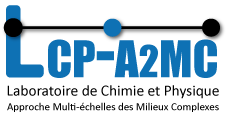 LCP-A2MC
Laboratoire de Chimie et Physique
Approche Multi-échelles des Milieux Complexes